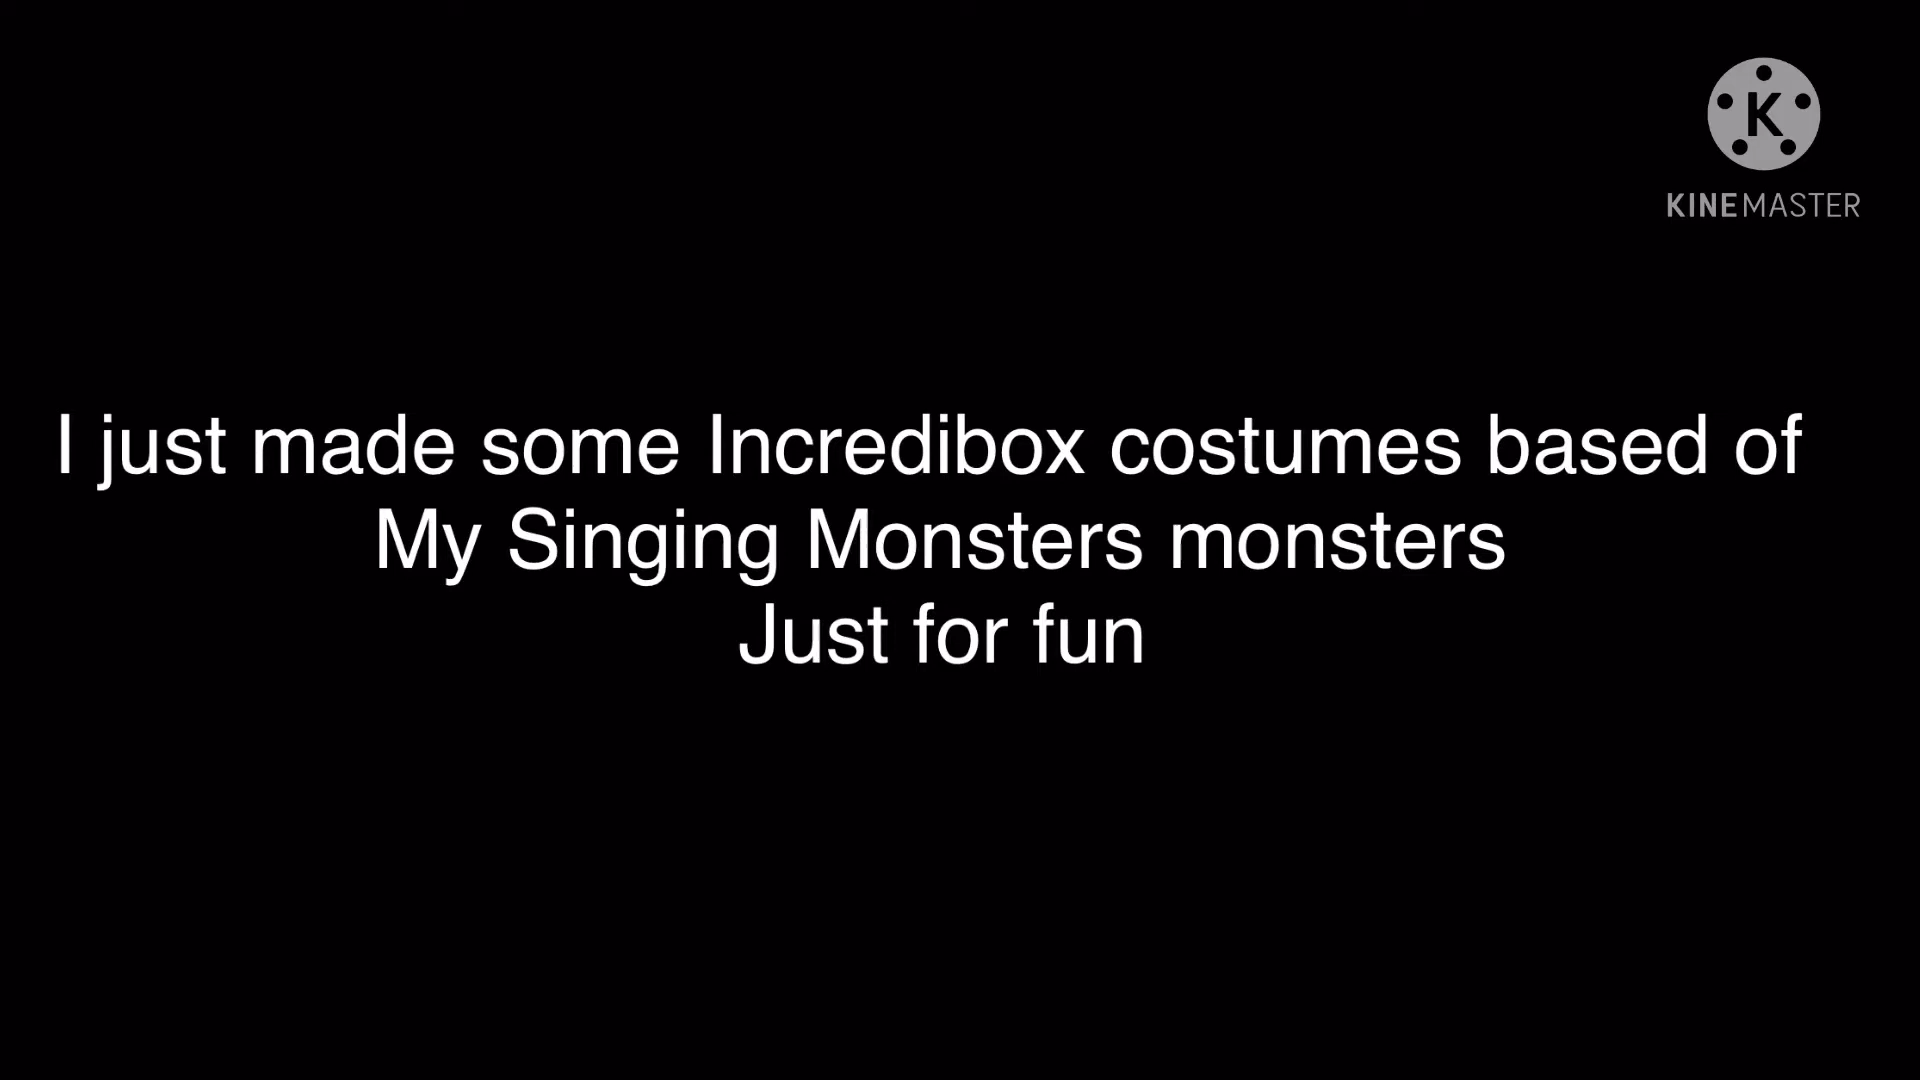 K
KINEMASTER
I just made some Incredibox costumes based of
My Singing Monsters monsters
Just for fun